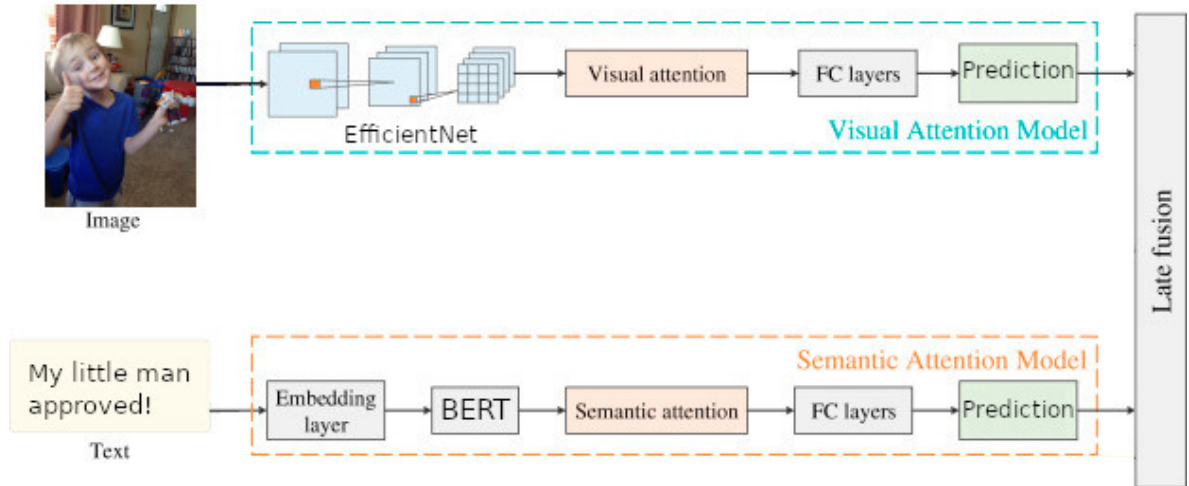 EfficientNet
Visual attention
FC layers
Prediction
Visual Attention Model
Image
Late fusion
My little man
approved!
Text
Embedding
layer
BERT
Semantic attention
FC layers
Prediction
Semantic Attention Model